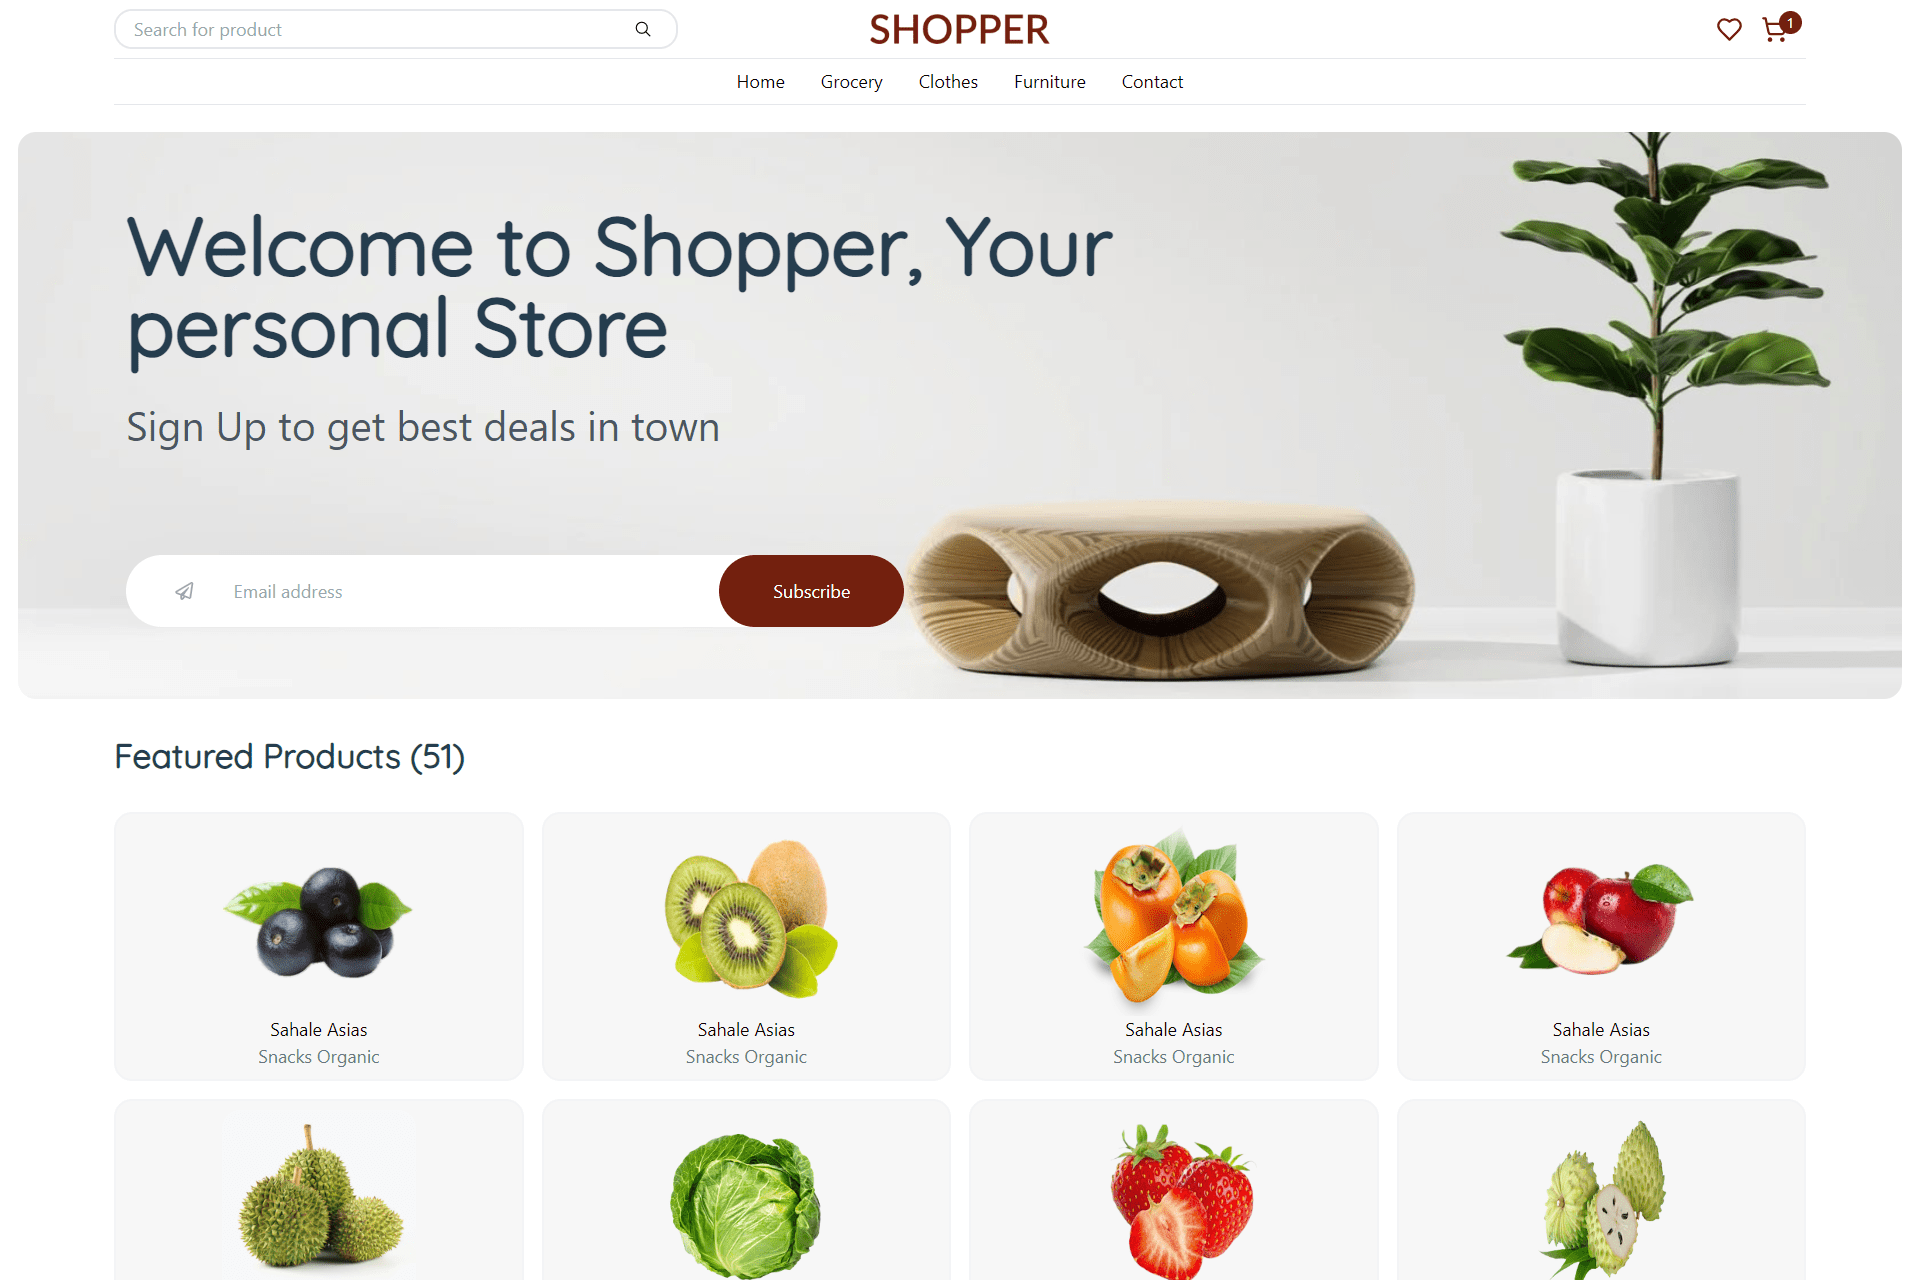 Search for product
SHOPPER
1
Home Grocery Clothes Furniture Contact
Welcome to Shopper, Your
personal Store
Sign Up to get best deals in town
Email address
Subscribe
Featured Products (51)
Sahale Asias
Snacks Organic
Sahale Asias
Snacks Organic
Sahale Asias
Snacks Organic
Sahale Asias
Snacks Organic